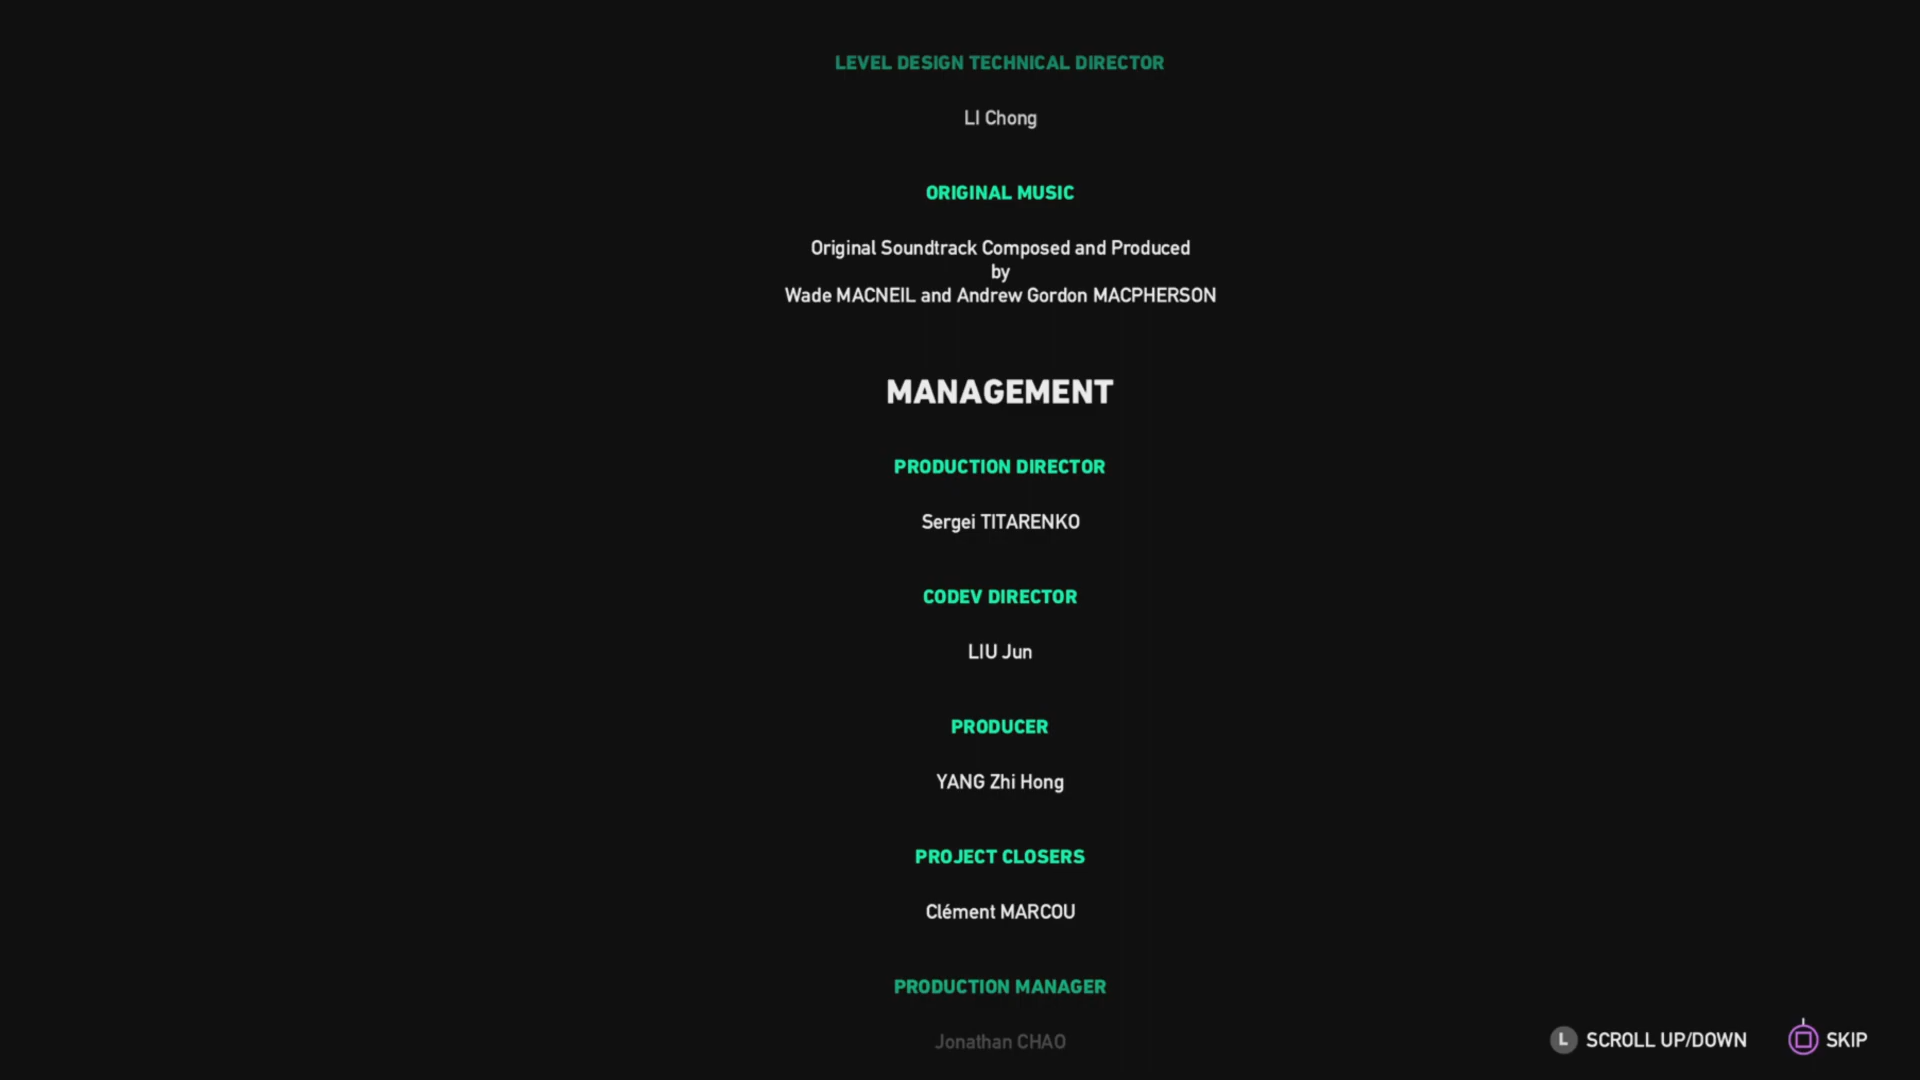 LEVEL DESIGN TECHNICAL DIRECTOR
LI Chong
ORIGINAL MUSIC
Original Soundtrack Composed and Produced
by
Wade MACNEIL and Andrew Gordon MACPHERSON
MANAGEMENT
PRODUCTION DIRECTOR
Sergei TITARENKO
CODEV DIRECTOR
LIU Jun
PRODUCER
YANG Zhi Hong
PROJECT CLOSERS
Clément MARCOU
PRODUCTION MANAGER
Jonathan CHAO
L SCROLL UP/DOWN SKIP